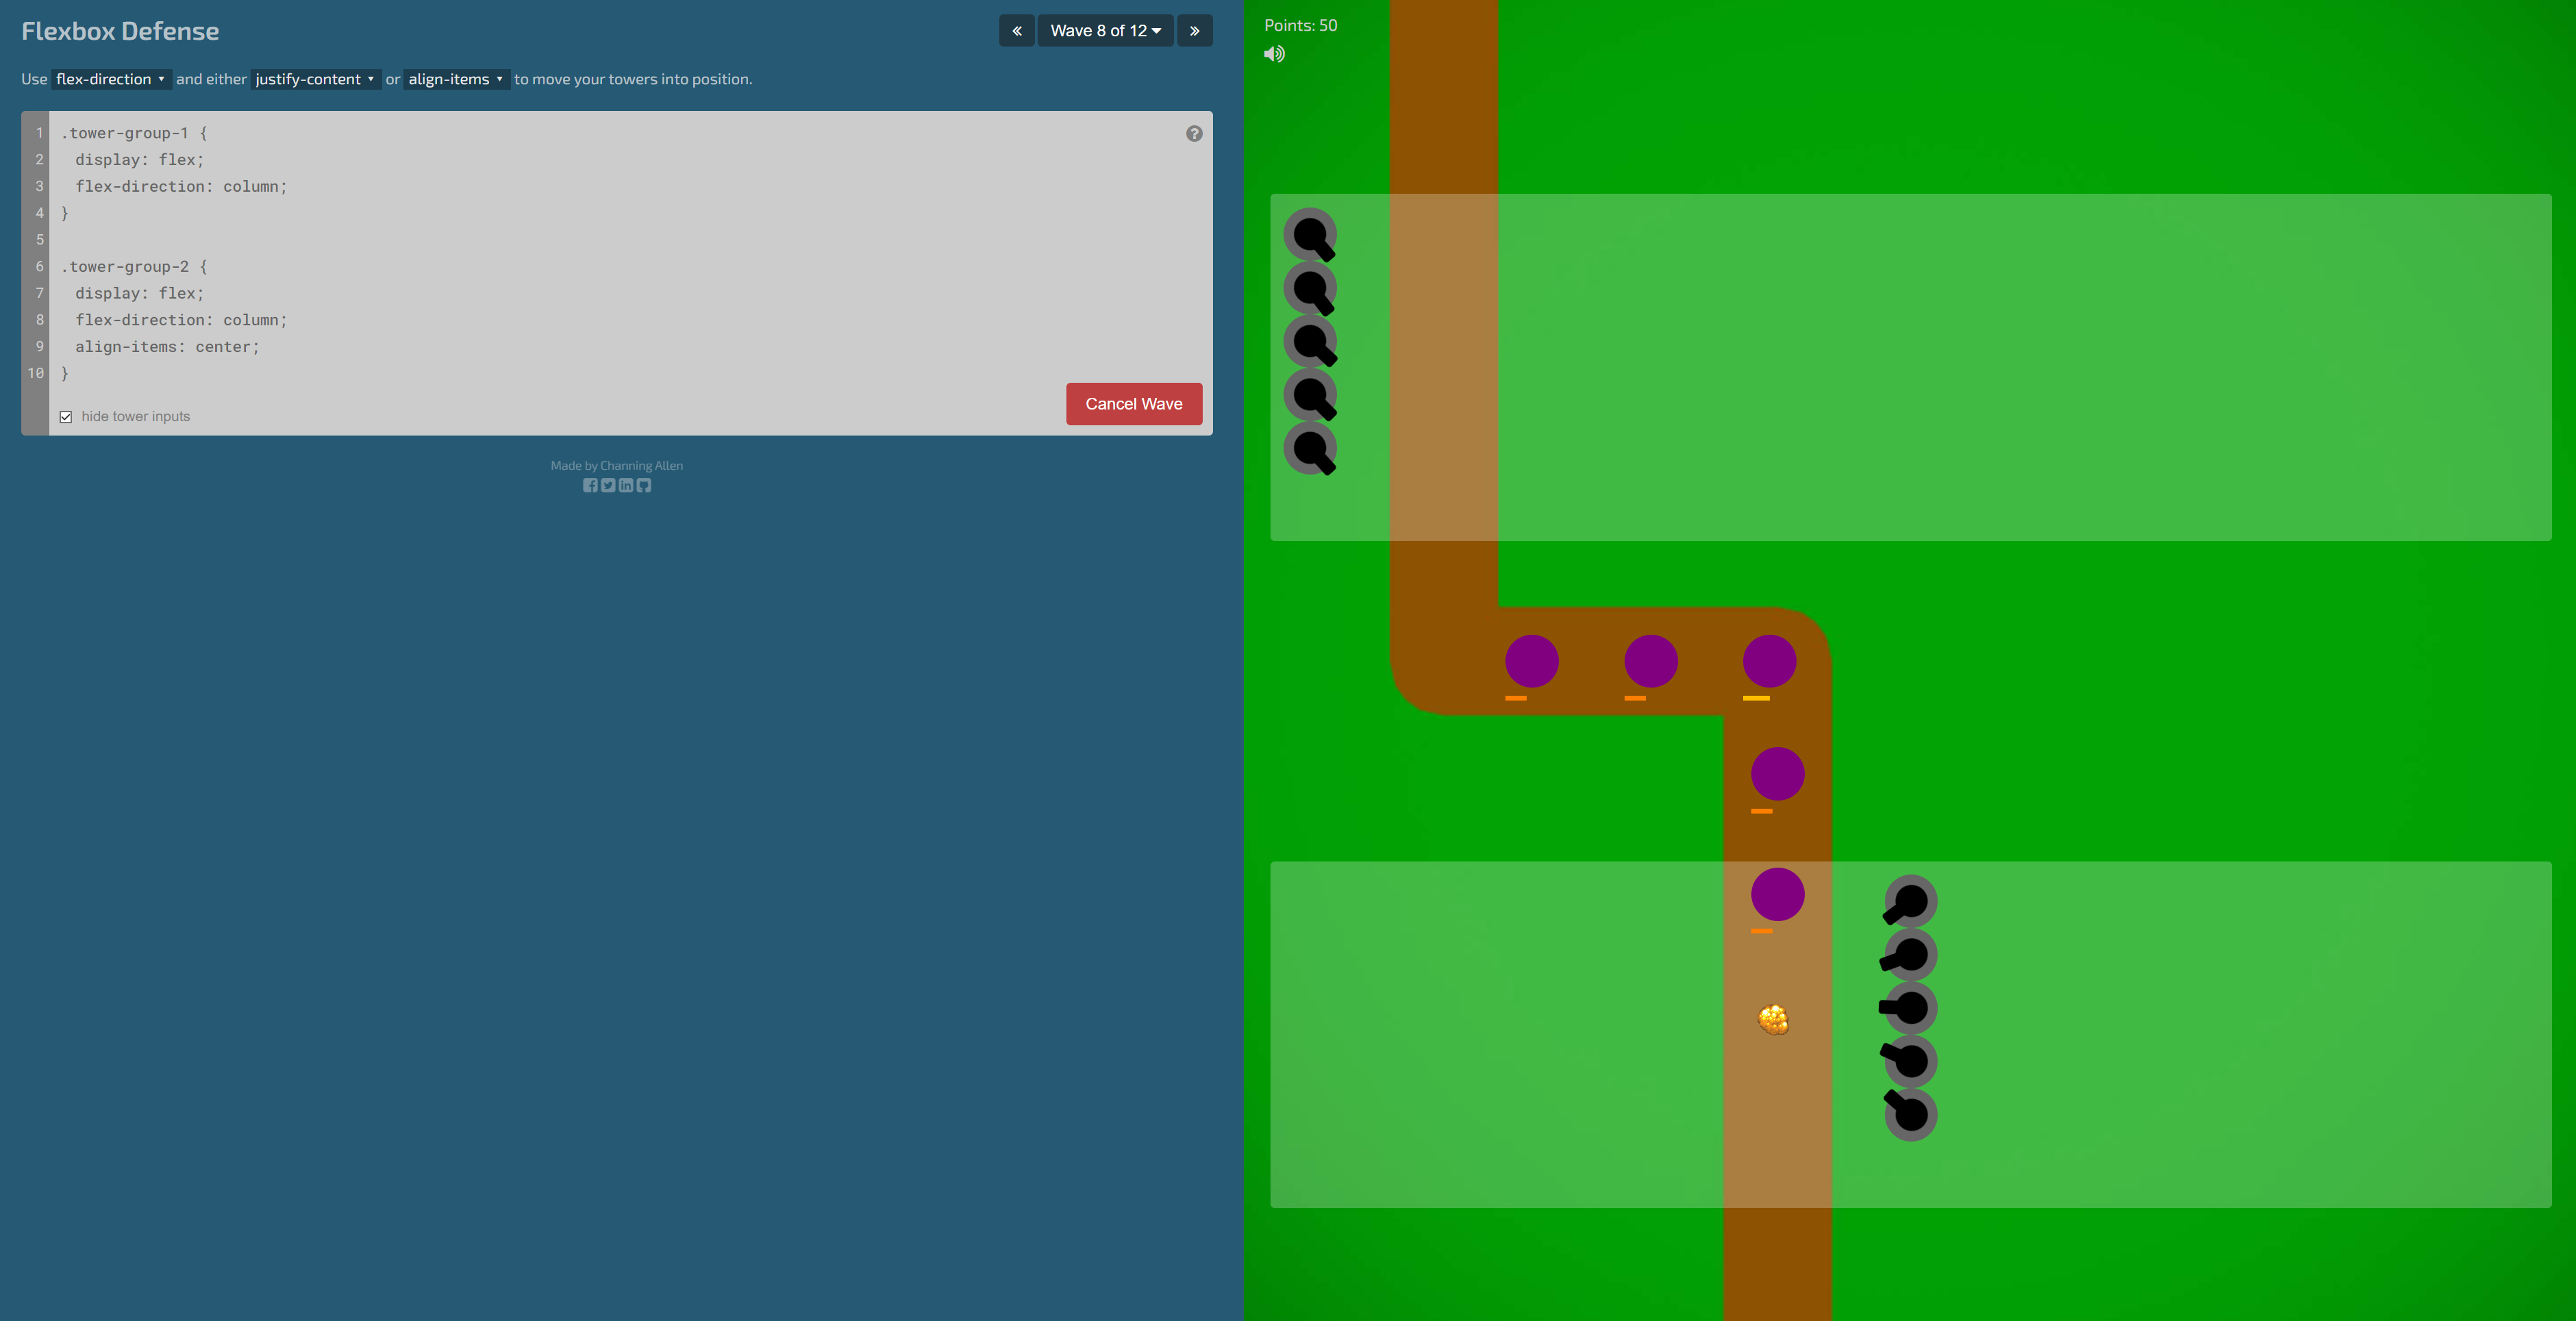 Flexbox Defense
« Wave 8 of 12 »
Use flex-direction and either justify-content or align-items to move your towers into position.
1 .tower-group-1 {
2 display: flex;
3 flex-direction: column;
4 }
5
6 .tower-group-2 {
7 display: flex;
8 flex-direction: column;
9 align-items: center;
10 }
hide tower inputs
Cancel Wave
Made by Channing Allen
Points: 50